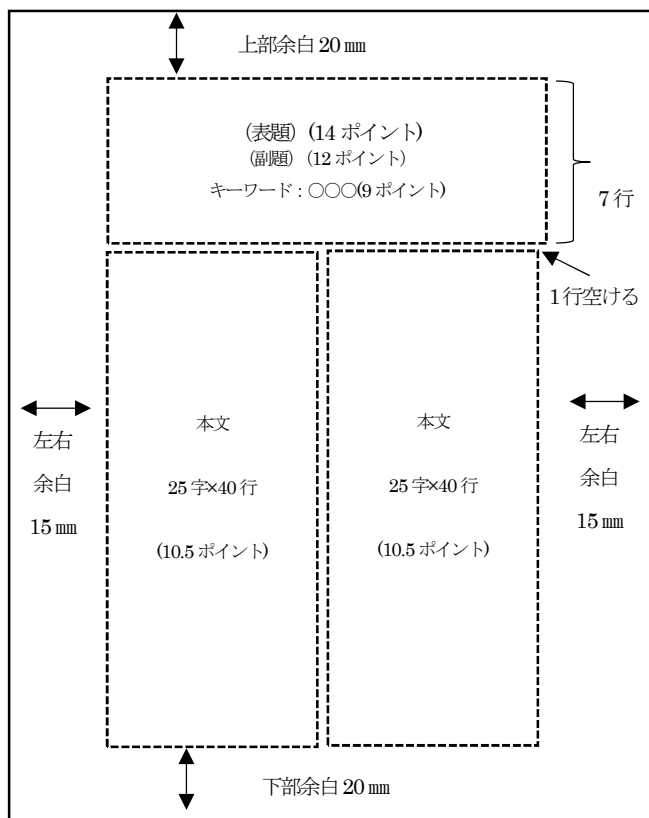 上部余白 20 ㎜
(表題) (14 ポイント)
(副題) (12 ポイント)
キーワード : ○○○(9 ポイント)
7 行
1 行空ける
本文
25 字×40 行
(10.5 ポイント)
本文
25 字×40 行
(10.5 ポイント)
左右
余白
15 ㎜
左右
余白
15 ㎜
下部余白 20 ㎜